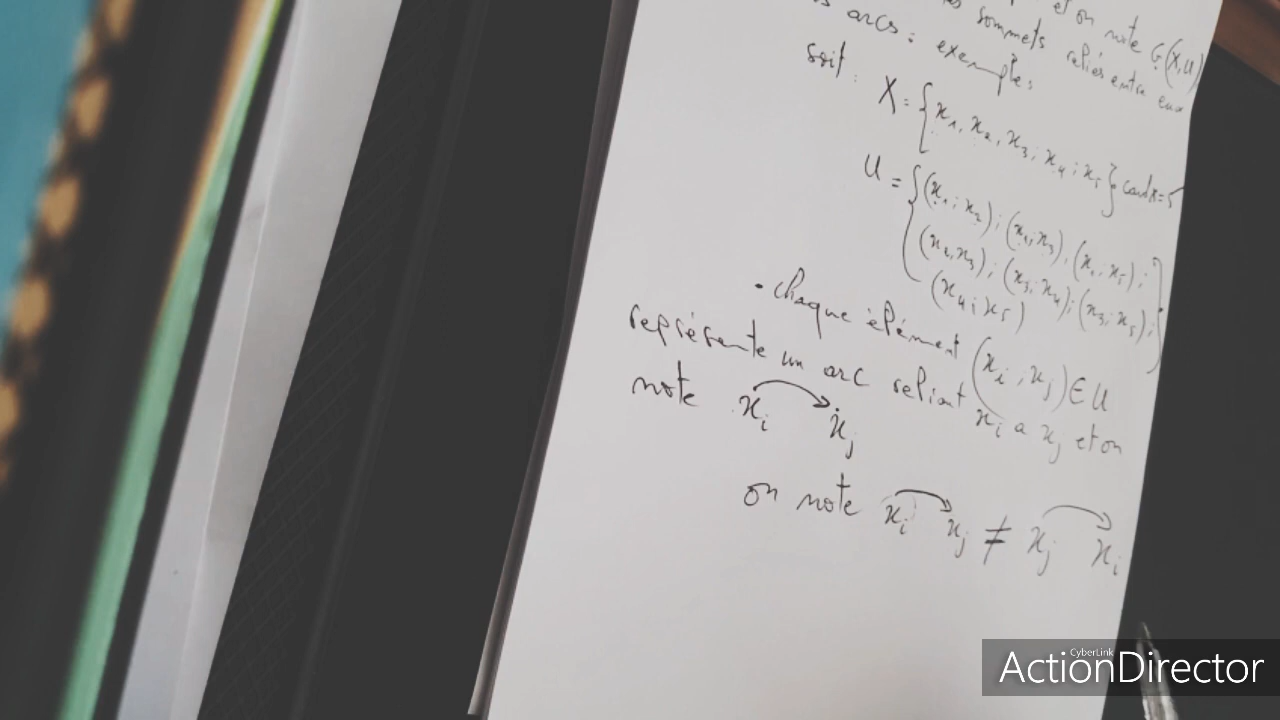 et on note G(X,U)
sommets reliés entre eux
arcs : exemples
soit : X = {x1, x2, x3; x4; x5} card X=5
U = {(x1; x2); (x1; x3), (x1, x5);
(x2, x3); (x3; x4); (x3; x5);
(x4; x5)}
• chaque élément (xi, xj) ∈ U
représente un arc reliant xi a xj et on
note xi → xj
on note xi → xj ≠ xj → xi
CyberLink
ActionDirector